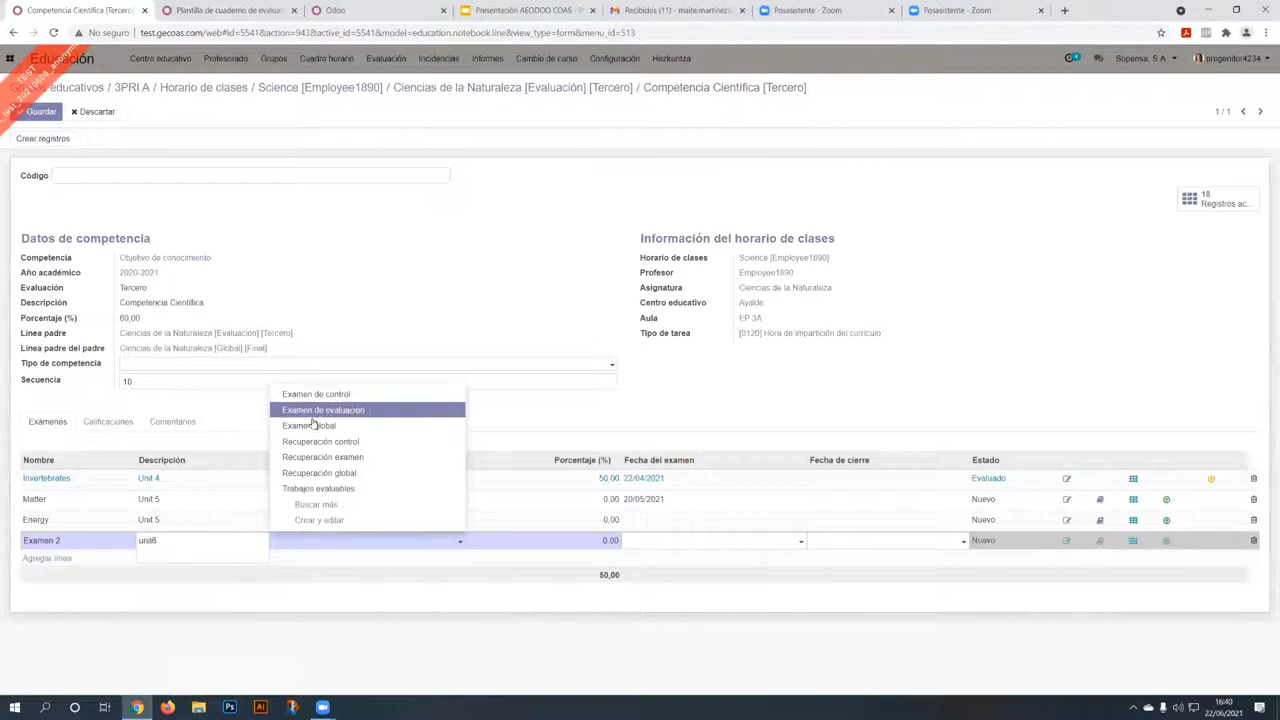 Competencia Científica [Tercero]
Plantilla de cuaderno de evaluac
Odoo
Presentación AEODOO COAS - P
Recibidos (11) - maite.martinez
Posasistente - Zoom
Posasistente - Zoom
No seguro | test.gecoas.com/web#id=5541&action=943&active_id=5541&model=education.notebook.line&view_type=form&menu_id=513
TEST
Educación
Centro educativo
Profesorado
Grupos
Cuadro horario
Evaluación
Incidencias
Informes
Cambio de curso
Configuración
Hezkuntza
Sopensa, S.A
progenitor4234
Grupos educativos / 3PRI A / Horario de clases / Science [Employee1890] / Ciencias de la Naturaleza [Evaluación] [Tercero] / Competencia Científica [Tercero]
Guardar
Descartar
1 / 1
Crear registros
Código
18
Registros ac...
Datos de competencia
Información del horario de clases
Competencia Objetivo de conocimiento
Horario de clases Science [Employee1890]
Año académico 2020-2021
Profesor Employee1890
Evaluación Tercero
Asignatura Ciencias de la Naturaleza
Descripción Competencia Científica
Centro educativo Ayalde
Porcentaje (%) 60,00
Aula EP 3A
Línea padre Ciencias de la Naturaleza [Evaluación] [Tercero]
Tipo de tarea [0120] Hora de impartición del currículo
Línea padre del padre Ciencias de la Naturaleza [Global] [Final]
Tipo de competencia
Secuencia 10
Examen de control
Examen de evaluación
Examen global
Recuperación control
Recuperación examen
Recuperación global
Trabajos evaluables
Buscar más...
Crear y editar
Exámenes
Calificaciones
Comentarios
Nombre Descripción Porcentaje (%) Fecha del examen Fecha de cierre Estado
Invertebrates Unit 4 50,00 22/04/2021 Evaluado
Matter Unit 5 0,00 20/05/2021 Nuevo
Energy Unit 5 0,00 Nuevo
Examen 2 unit6 0.00 Nuevo
Agregar línea
50,00
16:40
22/06/2021